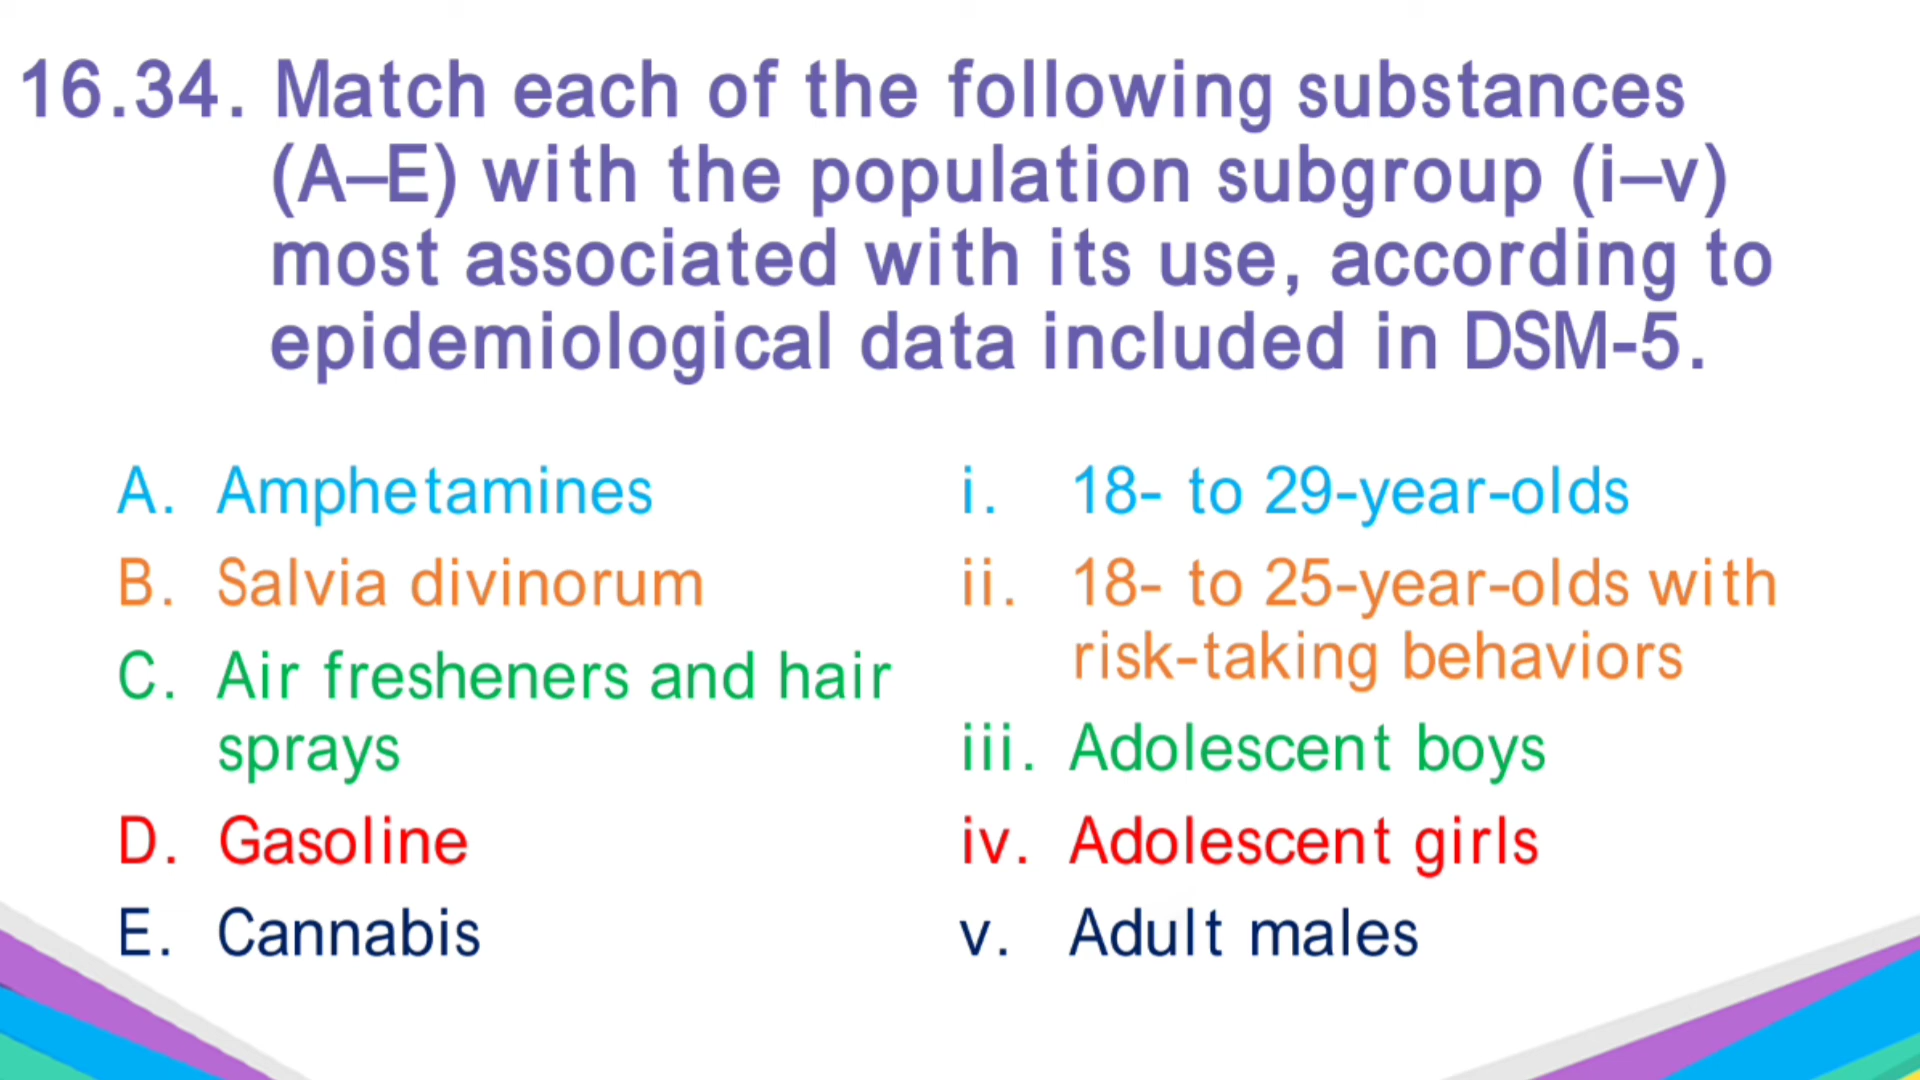 16.34. Match each of the following substances
(A–E) with the population subgroup (i–v)
most associated with its use, according to
epidemiological data included in DSM-5.
A. Amphetamines
B. Salvia divinorum
C. Air fresheners and hair
sprays
D. Gasoline
E. Cannabis
i. 18- to 29-year-olds
ii. 18- to 25-year-olds with
risk-taking behaviors
iii. Adolescent boys
iv. Adolescent girls
v. Adult males